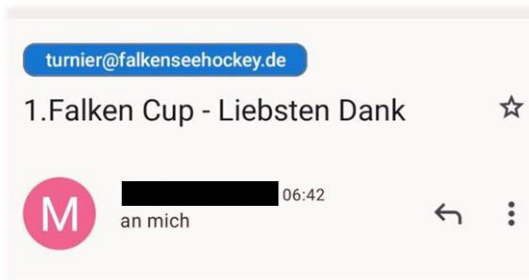 turnier@falkenseehockey.de
1.Falken Cup - Liebsten Dank
M
06:42
an mich